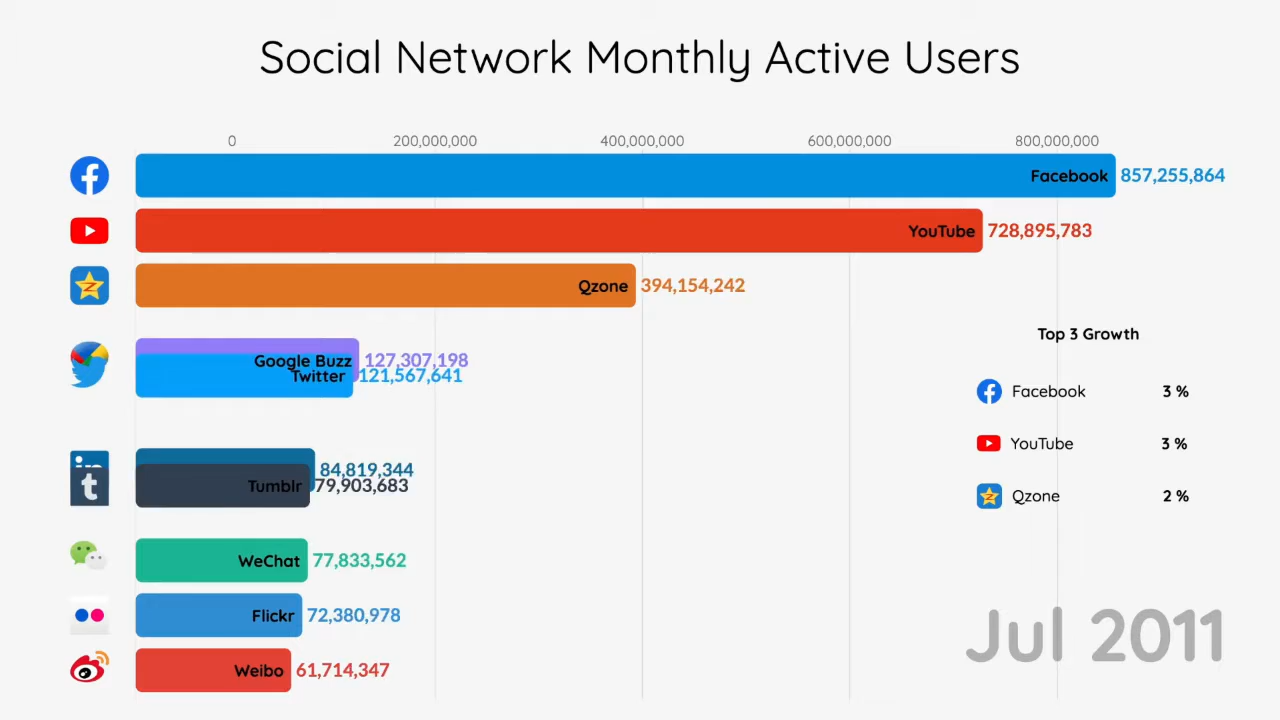 Social Network Monthly Active Users
0 200,000,000 400,000,000 600,000,000 800,000,000
Facebook 857,255,864
YouTube 728,895,783
Qzone 394,154,242
Google Buzz 127,307,198
Twitter 121,567,641
in 84,819,344
t Tumblr 79,903,683
WeChat 77,833,562
Flickr 72,380,978
Weibo 61,714,347
Top 3 Growth
Facebook 3 %
YouTube 3 %
Qzone 2 %
Jul 2011